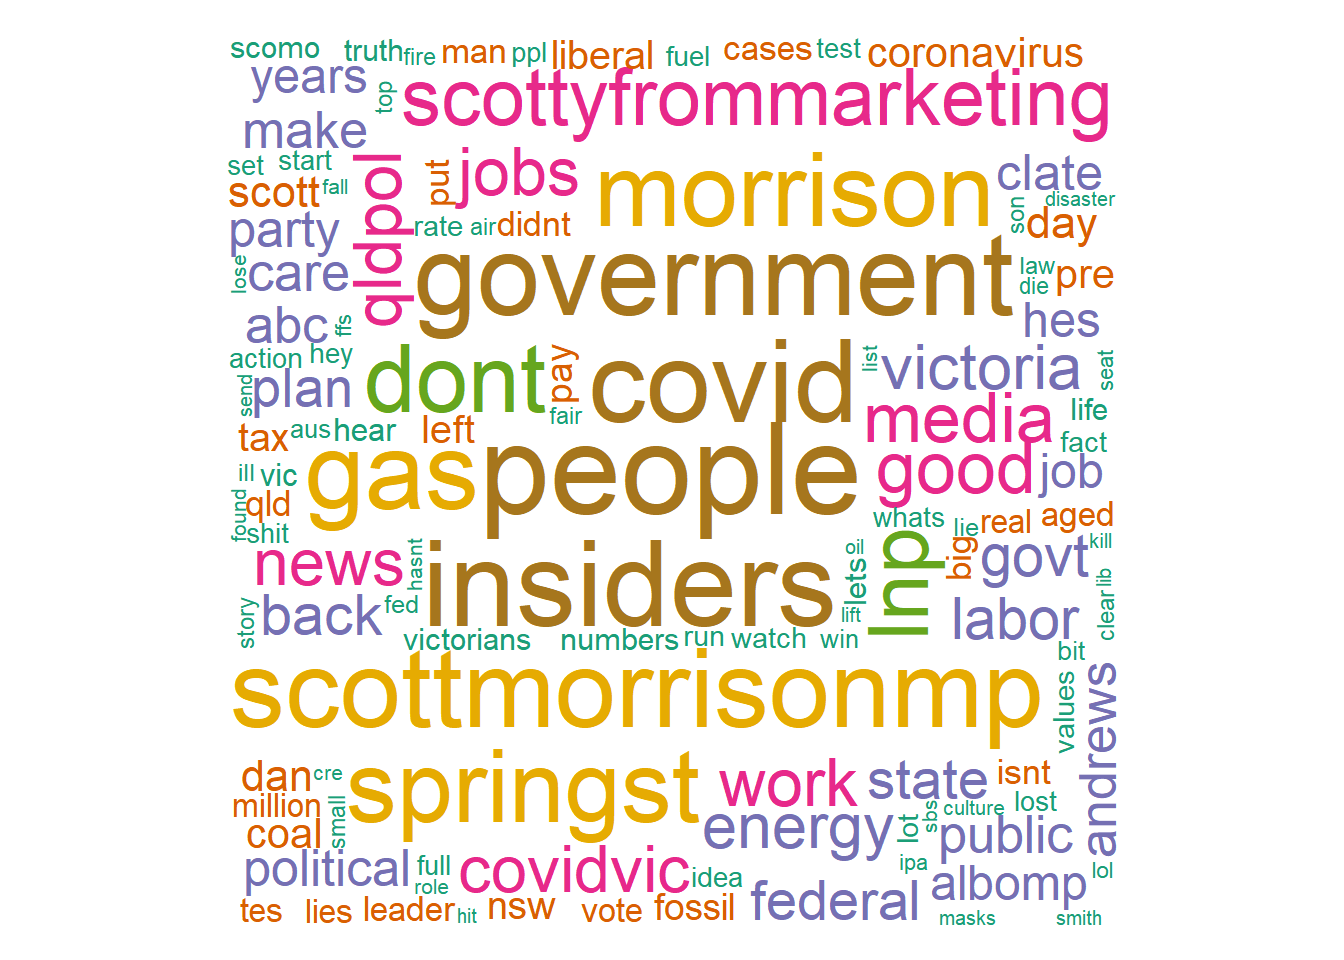 scomo truth fire man ppl liberal fuel cases test coronavirus
years top scottyfrommarketing
make
set start qldpol put jobs morrison clate
scott fall disaster
party rate air didnt son day
lose care government law pre
die
abc ffs hes
action hey dont pay covid list victoria seat
send plan fair media life
tax aus hear left fact
ill vic gas people good job
found qld whats lie real aged
shit
news hasnt insiders oil lets lnp big govt kill
story back fed lift labor clear lib
victorians numbers run watch win
scottmorrisonmp bit
values andrews
dan cre springst work state isnt
million small energy lot sbs culture lost
coal public
political full covidvic idea ipa albomp lol
role
tes lies leader hit nsw vote fossil federal masks smith